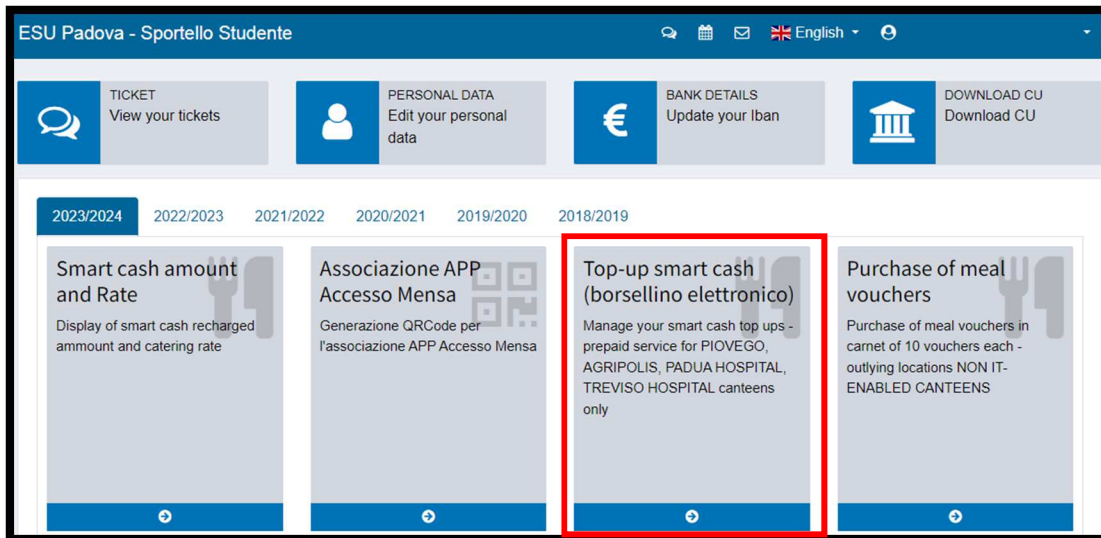 ESU Padova - Sportello Studente
English
TICKET
View your tickets
PERSONAL DATA
Edit your personal
data
BANK DETAILS
Update your Iban
DOWNLOAD CU
Download CU
2023/2024
2022/2023
2021/2022
2020/2021
2019/2020
2018/2019
Smart cash amount
and Rate
Display of smart cash recharged
ammount and catering rate
Associazione APP
Accesso Mensa
Generazione QRCode per
l'associazione APP Accesso Mensa
Top-up smart cash
(borsellino elettronico)
Manage your smart cash top ups -
prepaid service for PIOVEGO,
AGRIPOLIS, PADUA HOSPITAL,
TREVISO HOSPITAL canteens
only
Purchase of meal
vouchers
Purchase of meal vouchers in
carnet of 10 vouchers each -
outlying locations NON IT-
ENABLED CANTEENS